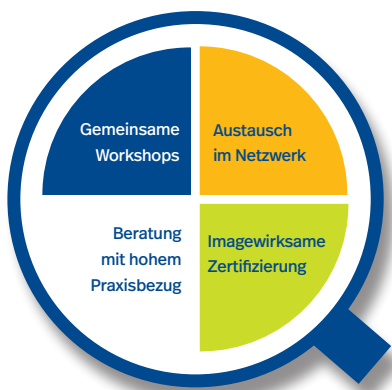 Gemeinsame
Workshops
Austausch
im Netzwerk
Beratung
mit hohem
Praxisbezug
Imagewirksame
Zertifizierung